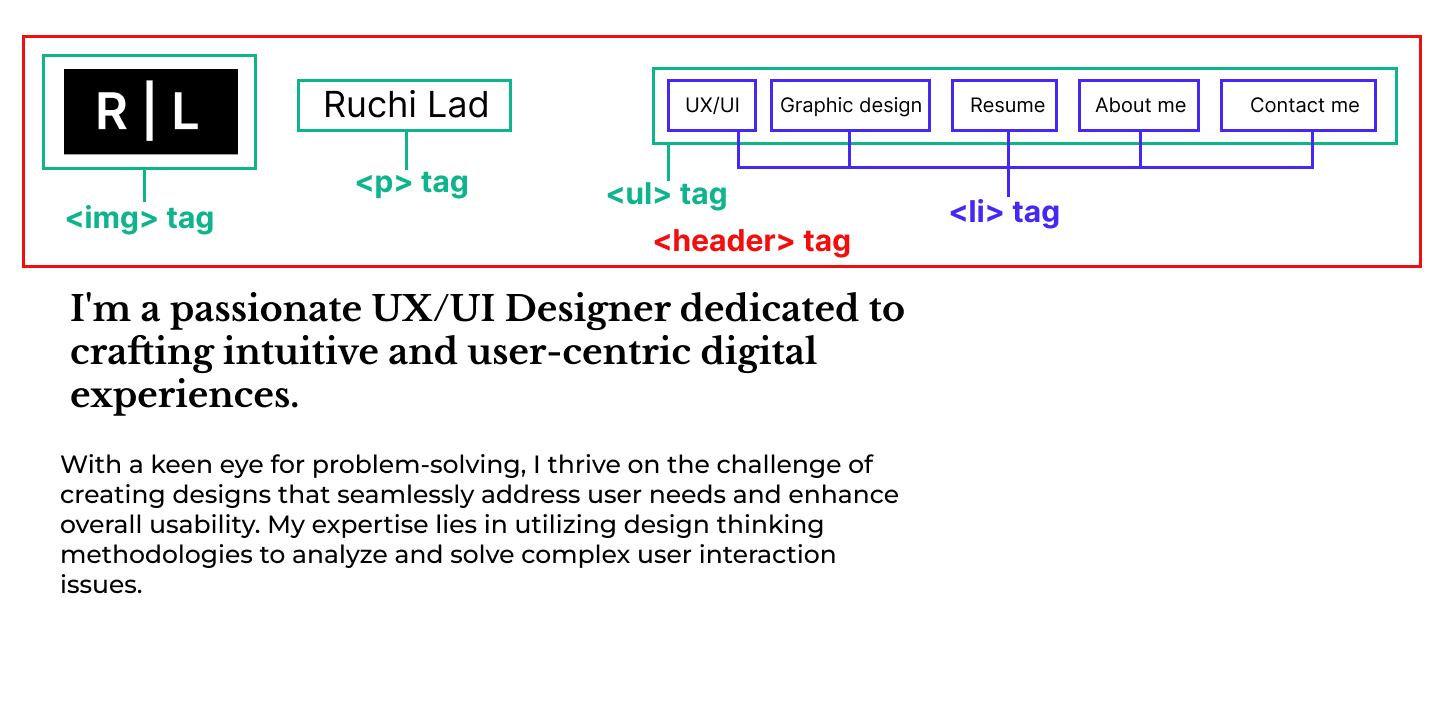 R | L
Ruchi Lad
UX/UI Graphic design Resume About me Contact me
<img> tag
<p> tag
<ul> tag
<li> tag
<header> tag
I'm a passionate UX/UI Designer dedicated to
crafting intuitive and user-centric digital
experiences.
With a keen eye for problem-solving, I thrive on the challenge of
creating designs that seamlessly address user needs and enhance
overall usability. My expertise lies in utilizing design thinking
methodologies to analyze and solve complex user interaction
issues.